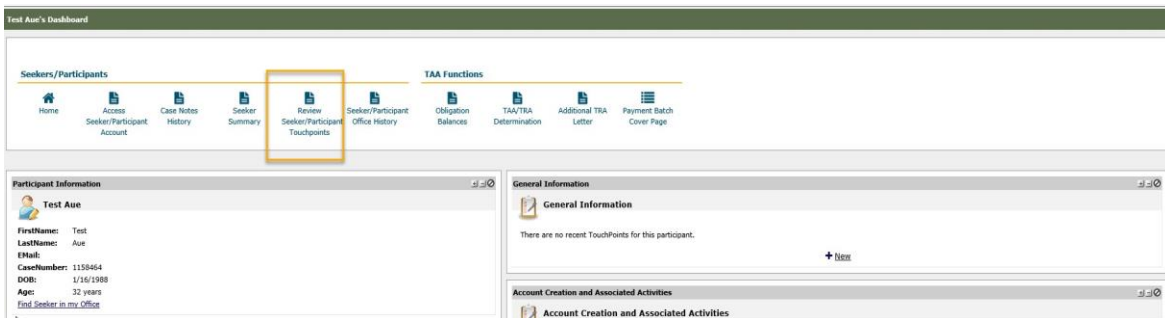 Test Aue's Dashboard
Seekers/Participants
TAA Functions
Home
Access
Seeker/Participant
Account
Case Notes
History
Seeker
Summary
Review
Seeker/Participant
Touchpoints
Seeker/Participant
Office History
Obligation
Balances
TAA/TRA
Determination
Additional TRA
Letter
Payment Batch
Cover Page
Participant Information
Test Aue
FirstName: Test
LastName: Aue
EMail:
CaseNumber: 1158464
DOB: 1/16/1988
Age: 32 years
Find Seeker in my Office
General Information
General Information
There are no recent TouchPoints for this participant.
+ New
Account Creation and Associated Activities
Account Creation and Associated Activities